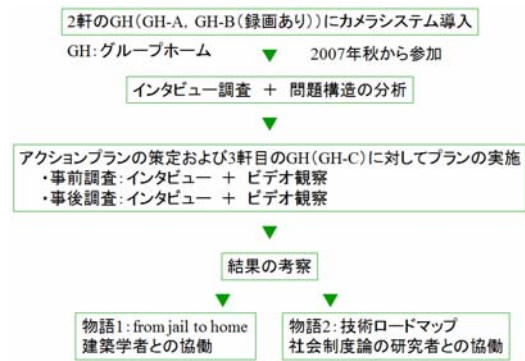 2軒のGH(GH-A, GH-B(録画あり))にカメラシステム導入
GH:グループホーム
2007年秋から参加
インタビュー調査 + 問題構造の分析
アクションプランの策定および3軒目のGH(GH-C)に対してプランの実施
・事前調査:インタビュー + ビデオ観察
・事後調査:インタビュー + ビデオ観察
結果の考察
物語1:from jail to home
建築学者との協働
物語2:技術ロードマップ
社会制度論の研究者との協働